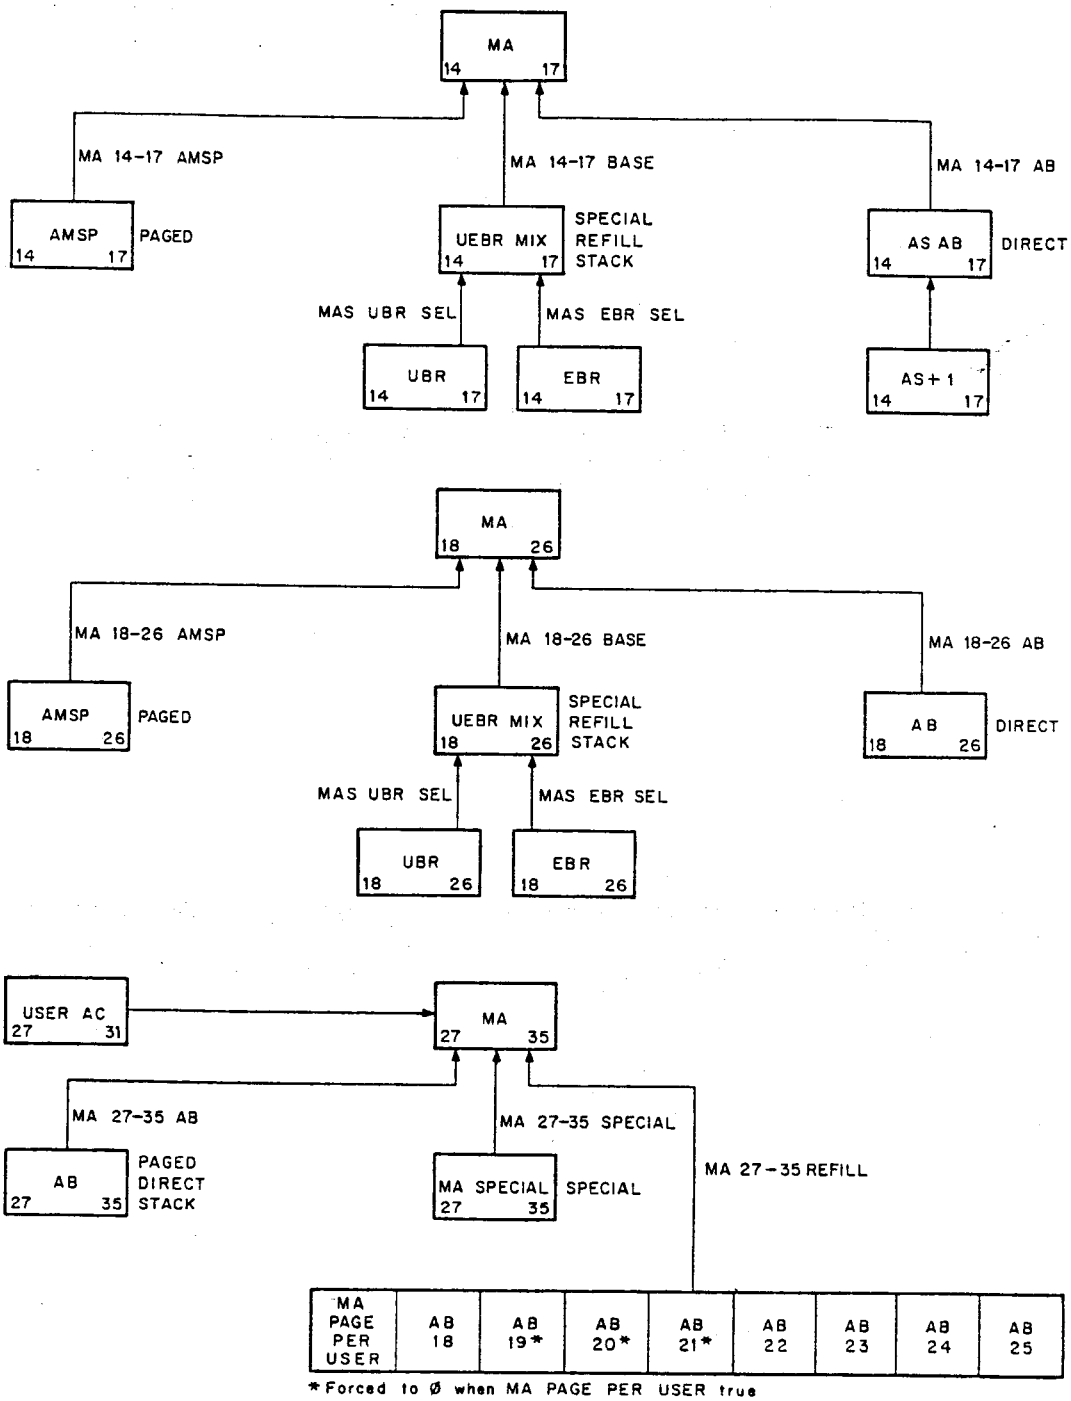 MA
14 17
MA 14-17 AMSP
MA 14-17 BASE
MA 14-17 AB
AMSP
14 17
PAGED
UEBR MIX
14 17
SPECIAL
REFILL
STACK
AS AB
14 17
DIRECT
MAS UBR SEL
MAS EBR SEL
UBR
14 17
EBR
14 17
AS+1
14 17
MA
18 26
MA 18-26 AMSP
MA 18-26 BASE
MA 18-26 AB
AMSP
18 26
PAGED
UEBR MIX
18 26
SPECIAL
REFILL
STACK
AB
18 26
DIRECT
MAS UBR SEL
MAS EBR SEL
UBR
18 26
EBR
18 26
USER AC
27 31
MA
27 35
MA 27-35 AB
MA 27-35 SPECIAL
MA 27-35 REFILL
AB
27 35
PAGED
DIRECT
STACK
MA SPECIAL
27 35
SPECIAL
MA
PAGE
PER
USER
AB
18
AB
19*
AB
20*
AB
21*
AB
22
AB
23
AB
24
AB
25
*Forced to Ø when MA PAGE PER USER true